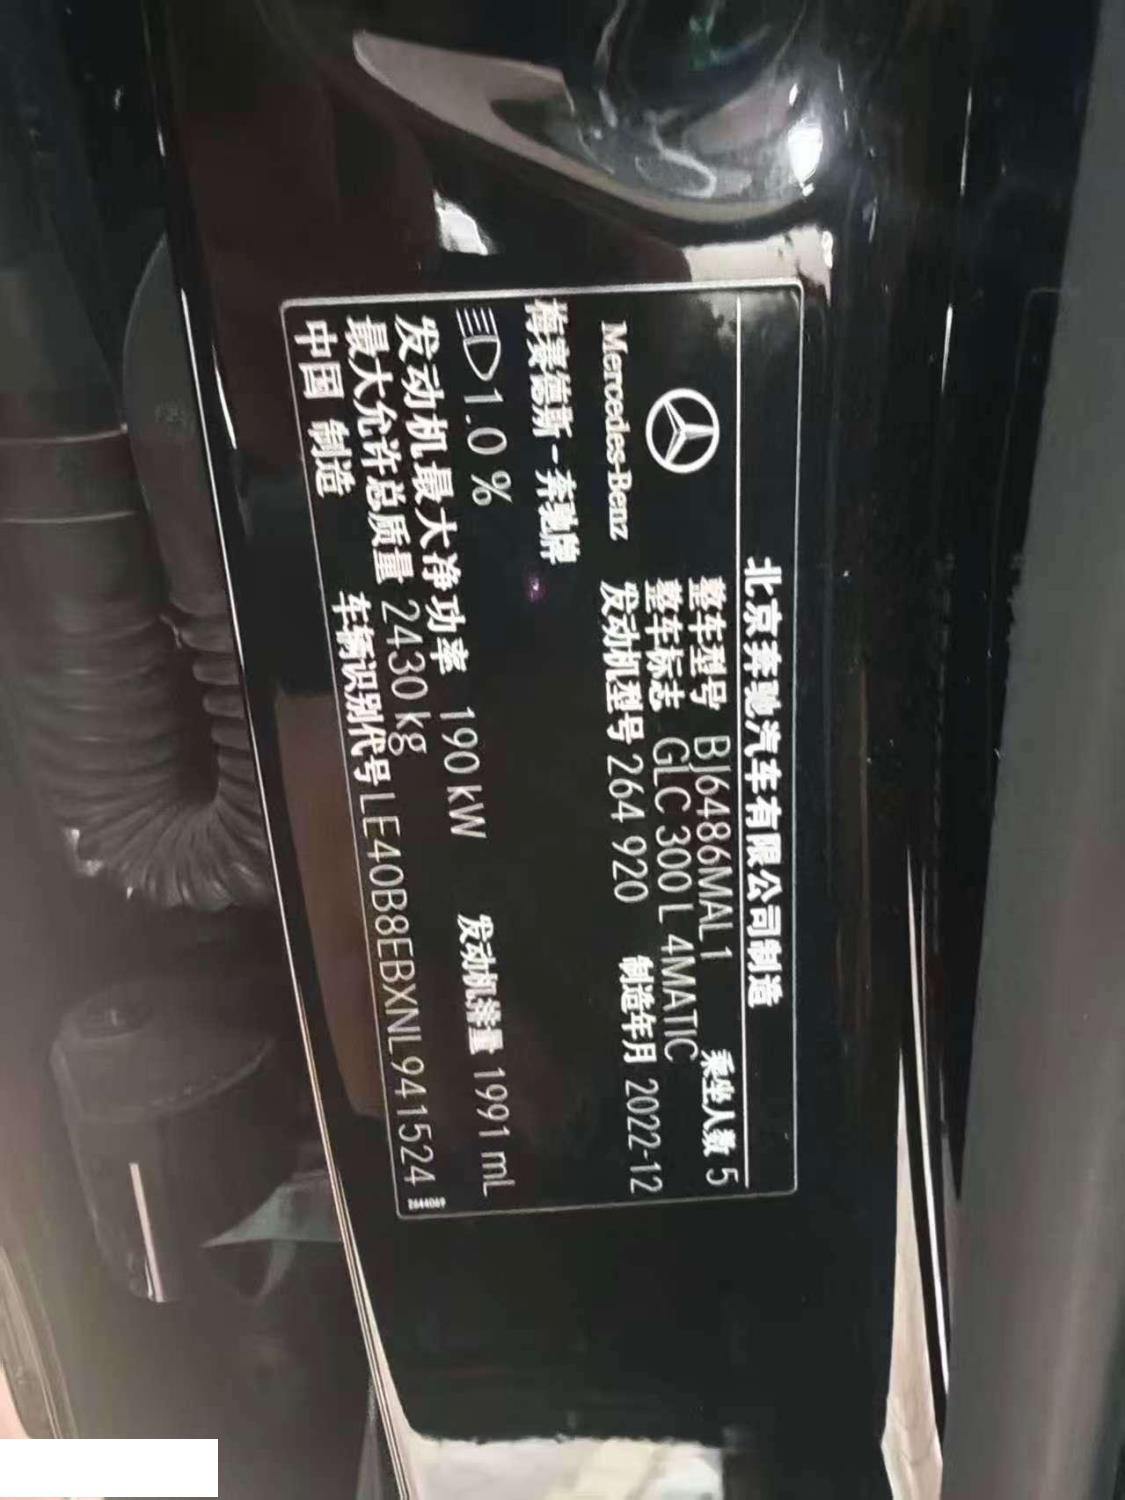 北京奔驰汽车有限公司制造
整车型号 BJ6486MAL1 乘坐人数 5
整车标志 GLC 300 L 4MATIC
Mercedes-Benz 发动机型号 264 920 制造年月 2022-12
梅赛德斯-奔驰牌
1.0 %
发动机最大净功率 190 kW 发动机排量 1991 mL
最大允许总质量 2430 kg
中国 制造 车辆识别代号 LE40B8EBXNL941524
2644069